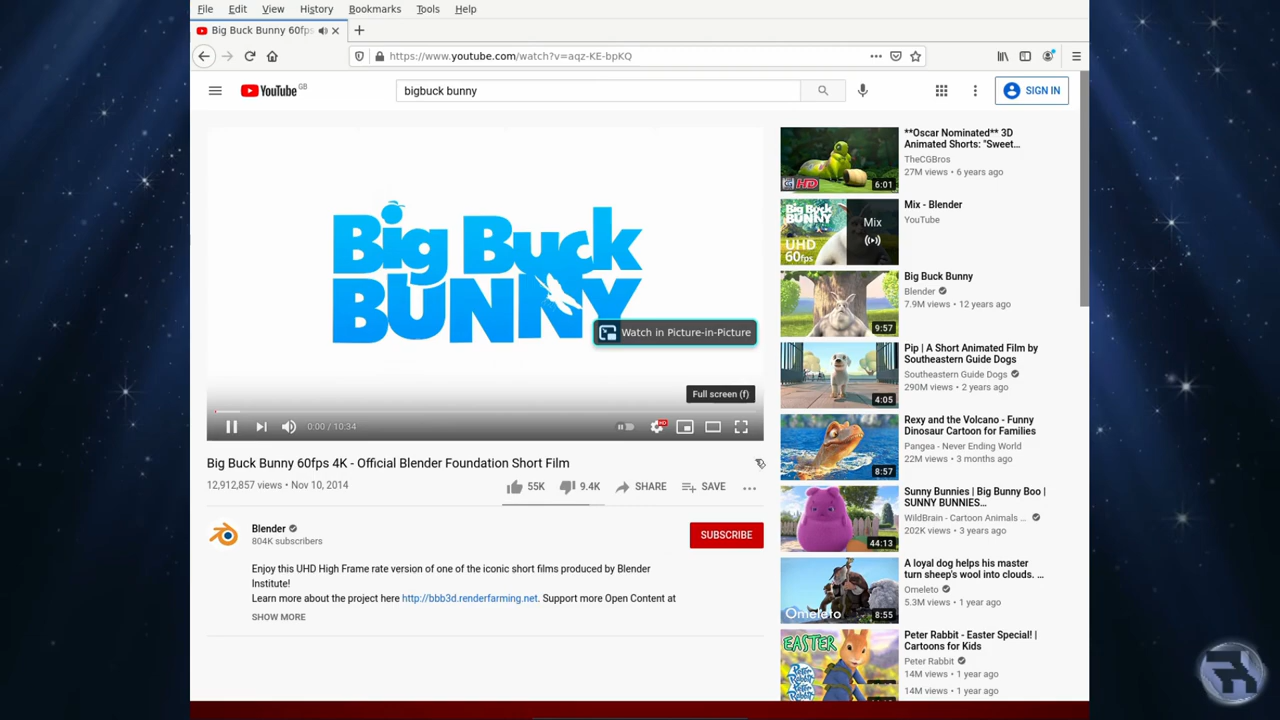 File Edit View History Bookmarks Tools Help
Big Buck Bunny 60fps
https://www.youtube.com/watch?v=aqz-KE-bpKQ
YouTube GB
bigbuck bunny
SIGN IN
Big Buck
BUNNY
Watch in Picture-in-Picture
Full screen (f)
0:00 / 10:34
HD
Big Buck Bunny 60fps 4K - Official Blender Foundation Short Film
12,912,857 views • Nov 10, 2014
55K 9.4K SHARE SAVE
Blender
804K subscribers
SUBSCRIBE
Enjoy this UHD High Frame rate version of one of the iconic short films produced by Blender
Institute!
Learn more about the project here http://bbb3d.renderfarming.net. Support more Open Content at
SHOW MORE
HD
6:01
**Oscar Nominated** 3D
Animated Shorts: "Sweet...
TheCGBros
27M views • 6 years ago
BIG BUCK
BUNNY
UHD
60fps
Mix
Mix - Blender
YouTube
9:57
Big Buck Bunny
Blender
7.9M views • 12 years ago
4:05
Pip | A Short Animated Film by
Southeastern Guide Dogs
Southeastern Guide Dogs
290M views • 2 years ago
8:57
Rexy and the Volcano - Funny
Dinosaur Cartoon for Families
Pangea - Never Ending World
22M views • 3 months ago
44:13
Sunny Bunnies | Big Bunny Boo |
SUNNY BUNNIES...
WildBrain - Cartoon Animals ...
202K views • 3 years ago
Omeleto
8:55
A loyal dog helps his master
turn sheep's wool into clouds. ...
Omeleto
5.3M views • 1 year ago
EASTER
Peter
Rabbit
Peter Rabbit - Easter Special! |
Cartoons for Kids
Peter Rabbit
14M views • 1 year ago
14M views • 1 year ago